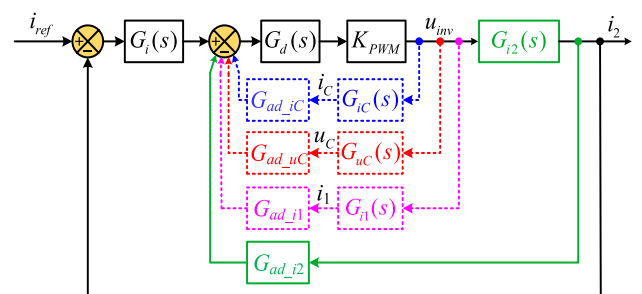 i_ref G_i(s) G_d(s) K_PWM u_inv G_i2(s) i_2
G_ad_iC i_C G_iC(s)
G_ad_uC u_C G_uC(s)
G_ad_i1 i_1 G_i1(s)
G_ad_i2